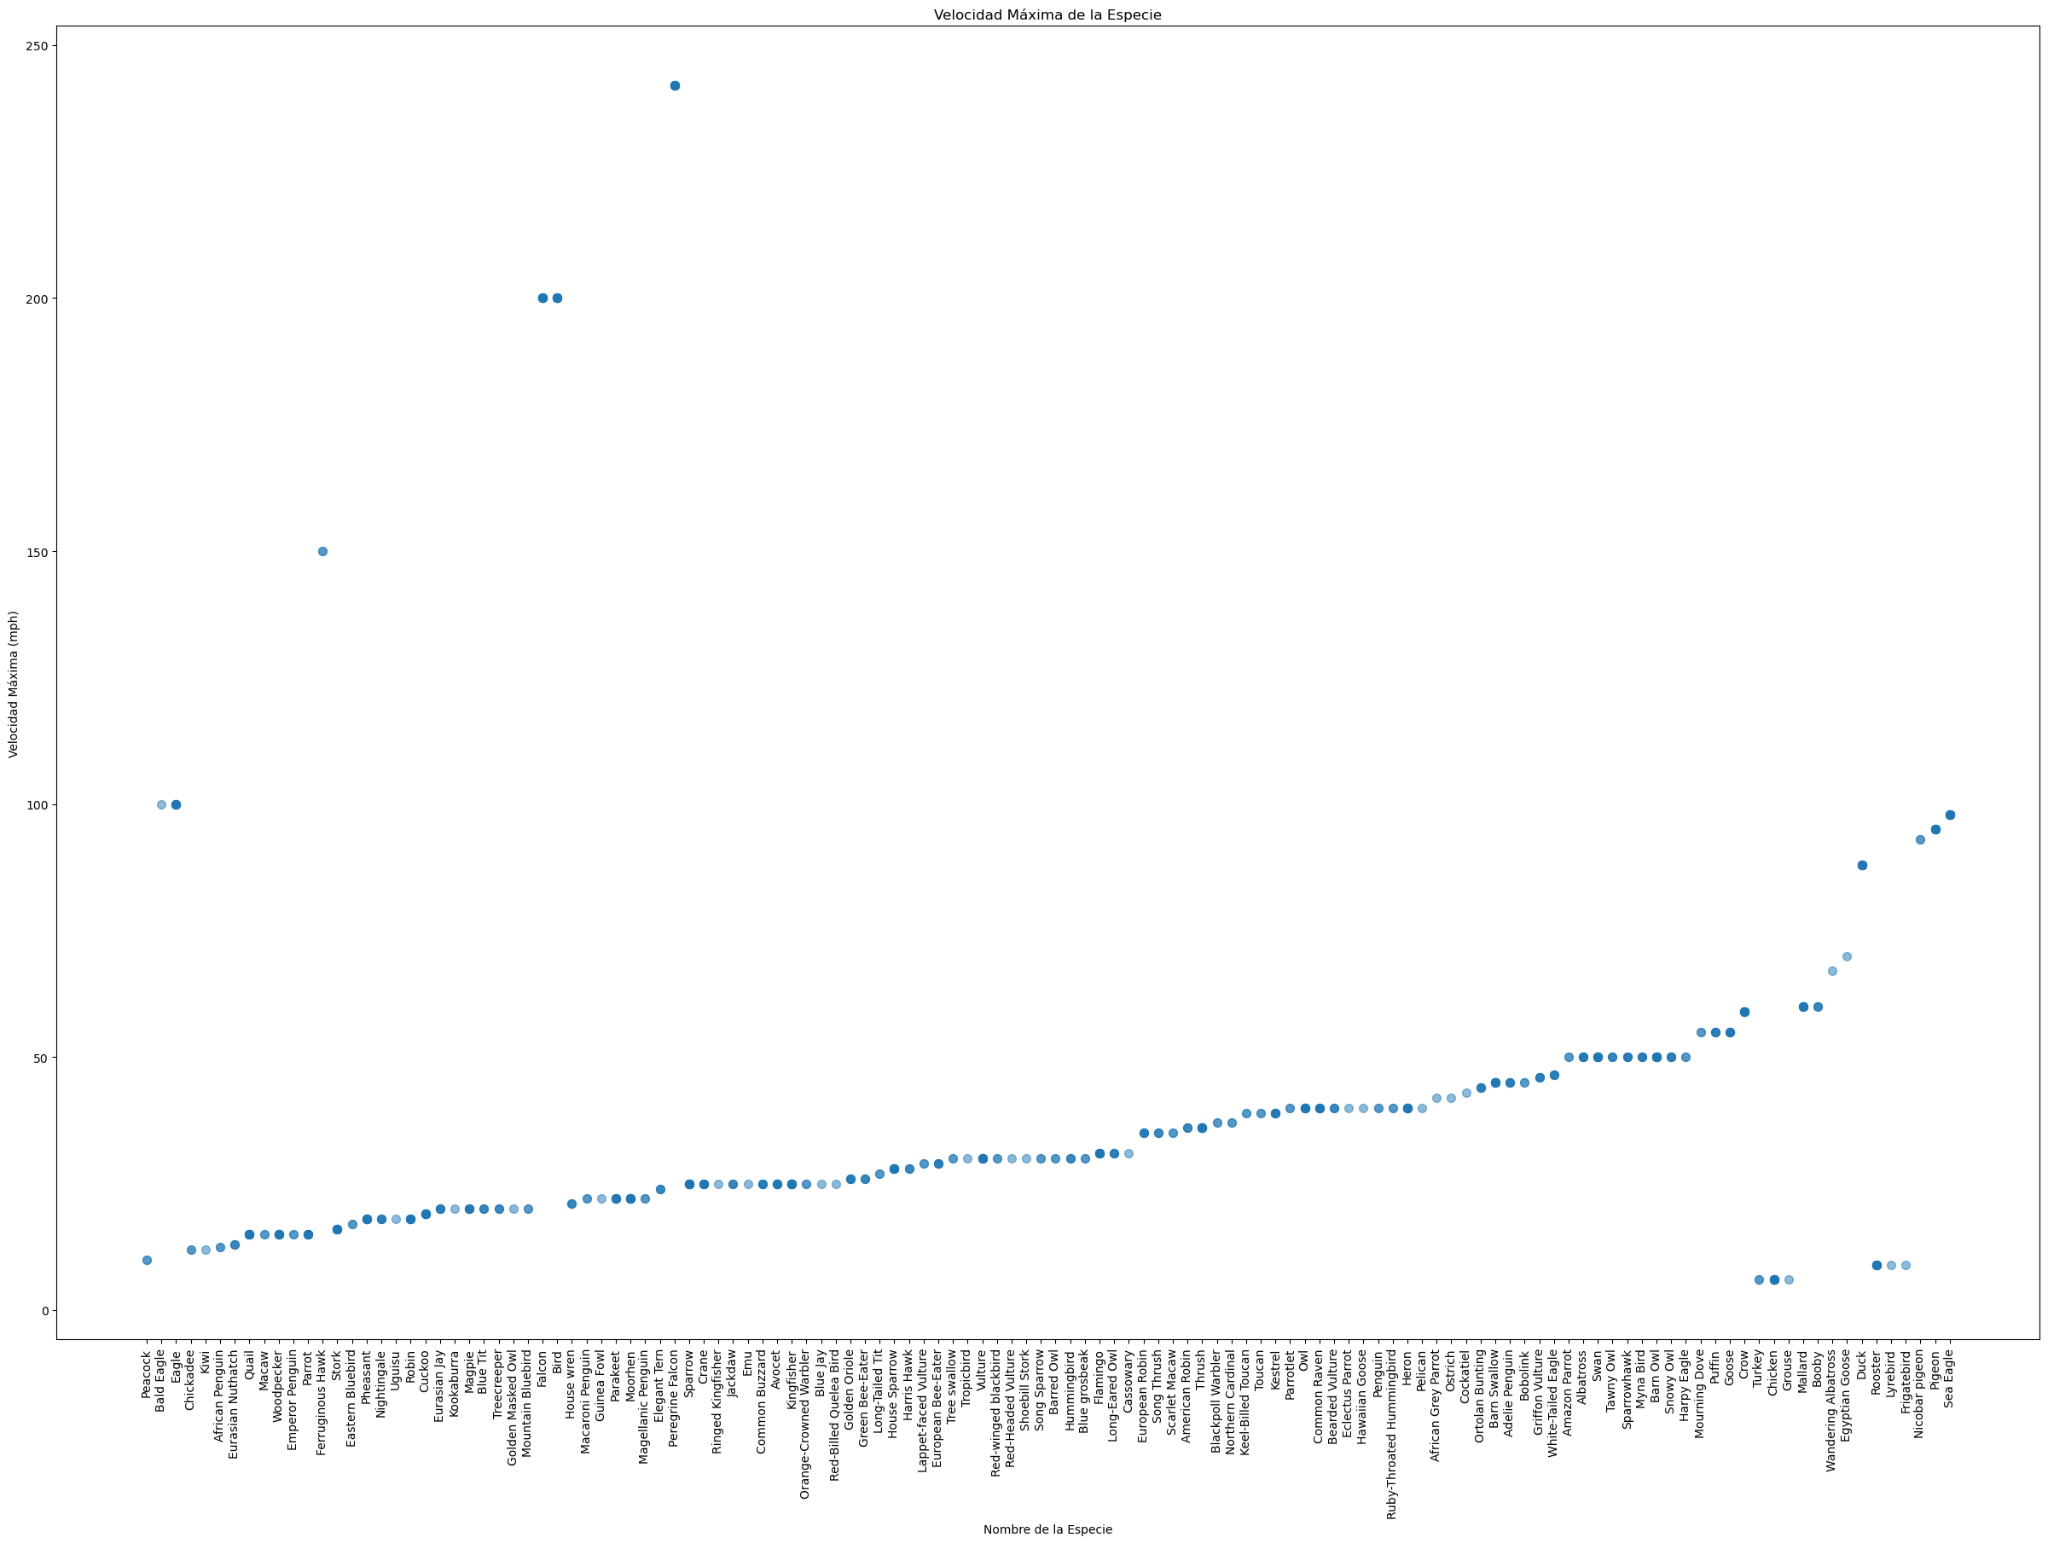 Velocidad Máxima de la Especie
250
200
150
100
50
0
Velocidad Máxima (mph)
Peacock
Bald Eagle
Eagle
Chickadee
Kiwi
African Penguin
Eurasian Nuthatch
Quail
Macaw
Woodpecker
Emperor Penguin
Parrot
Ferruginous Hawk
Stork
Eastern Bluebird
Pheasant
Nightingale
Uguisu
Robin
Cuckoo
Eurasian Jay
Kookaburra
Magpie
Blue Tit
Treecreeper
Golden Masked Owl
Mountain Bluebird
Falcon
Bird
House wren
Macaroni Penguin
Guinea Fowl
Parakeet
Moorhen
Magellanic Penguin
Elegant Tern
Peregrine Falcon
Sparrow
Crane
Ringed Kingfisher
Jackdaw
Emu
Common Buzzard
Avocet
Kingfisher
Orange-Crowned Warbler
Blue Jay
Red-Billed Quelea Bird
Golden Oriole
Green Bee-Eater
Long-Tailed Tit
House Sparrow
Harris Hawk
Lappet-faced Vulture
European Bee-Eater
Tree swallow
Tropicbird
Vulture
Red-winged blackbird
Red-Headed Vulture
Shoebill Stork
Song Sparrow
Barred Owl
Hummingbird
Blue grosbeak
Flamingo
Long-Eared Owl
Cassowary
European Robin
Song Thrush
Scarlet Macaw
American Robin
Thrush
Blackpoll Warbler
Northern Cardinal
Keel-Billed Toucan
Toucan
Kestrel
Parrotlet
Owl
Common Raven
Bearded Vulture
Eclectus Parrot
Hawaiian Goose
Penguin
Ruby-Throated Hummingbird
Heron
Pelican
African Grey Parrot
Ostrich
Cockatiel
Ortolan Bunting
Barn Swallow
Adelie Penguin
Bobolink
Griffon Vulture
White-Tailed Eagle
Amazon Parrot
Albatross
Swan
Tawny Owl
Sparrowhawk
Myna Bird
Barn Owl
Snowy Owl
Harpy Eagle
Mourning Dove
Puffin
Goose
Crow
Turkey
Chicken
Grouse
Mallard
Booby
Wandering Albatross
Egyptian Goose
Duck
Rooster
Lyrebird
Frigatebird
Nicobar pigeon
Pigeon
Sea Eagle
Nombre de la Especie